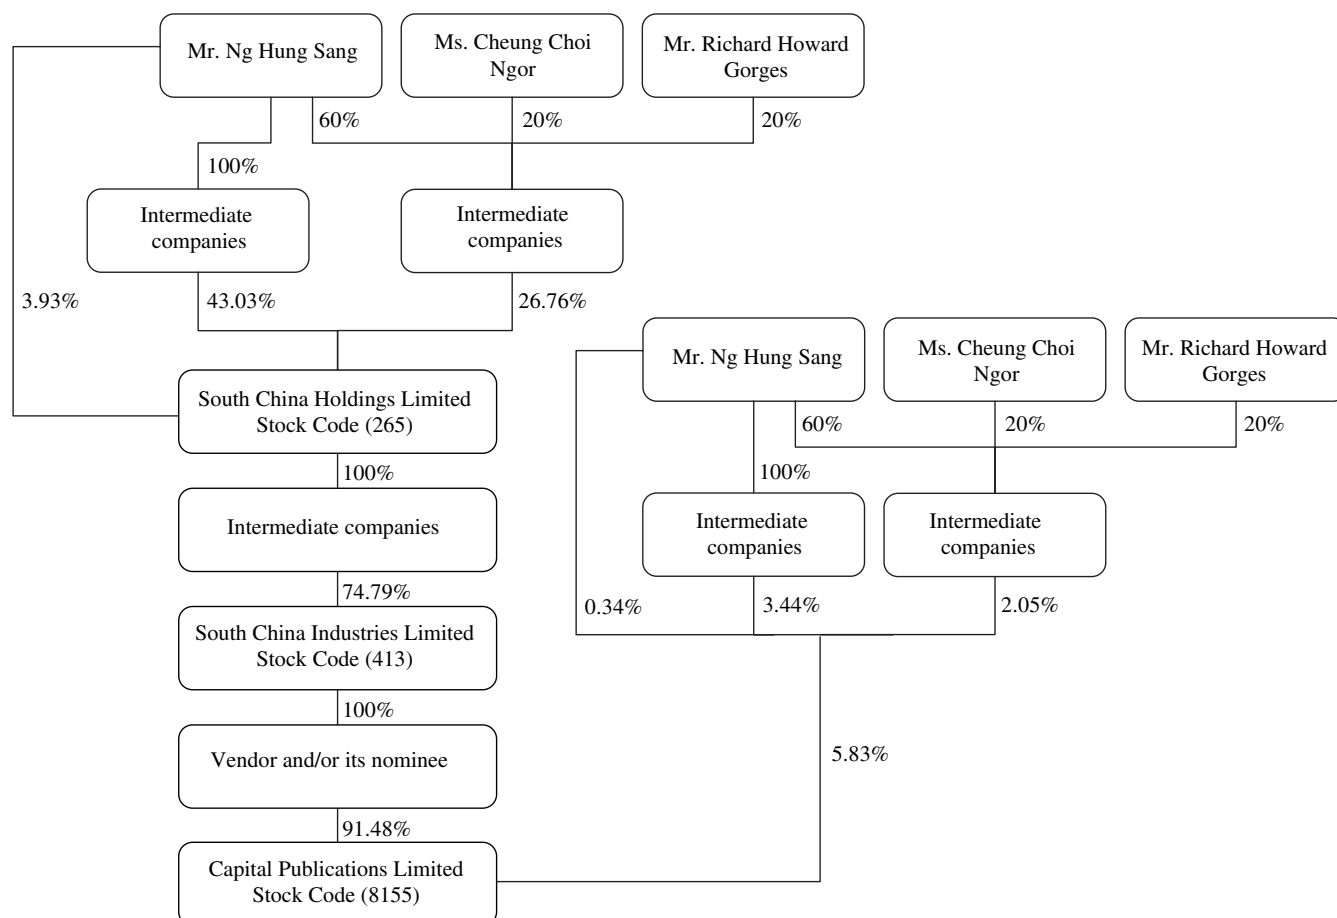 Mr. Ng Hung Sang
Ms. Cheung Choi
Ngor
Mr. Richard Howard
Gorges
60%
20%
20%
100%
Intermediate
companies
Intermediate
companies
3.93%
43.03%
26.76%
South China Holdings Limited
Stock Code (265)
100%
Intermediate companies
74.79%
South China Industries Limited
Stock Code (413)
100%
Vendor and/or its nominee
91.48%
Capital Publications Limited
Stock Code (8155)
Mr. Ng Hung Sang
Ms. Cheung Choi
Ngor
Mr. Richard Howard
Gorges
60%
20%
20%
100%
Intermediate
companies
Intermediate
companies
0.34%
3.44%
2.05%
5.83%